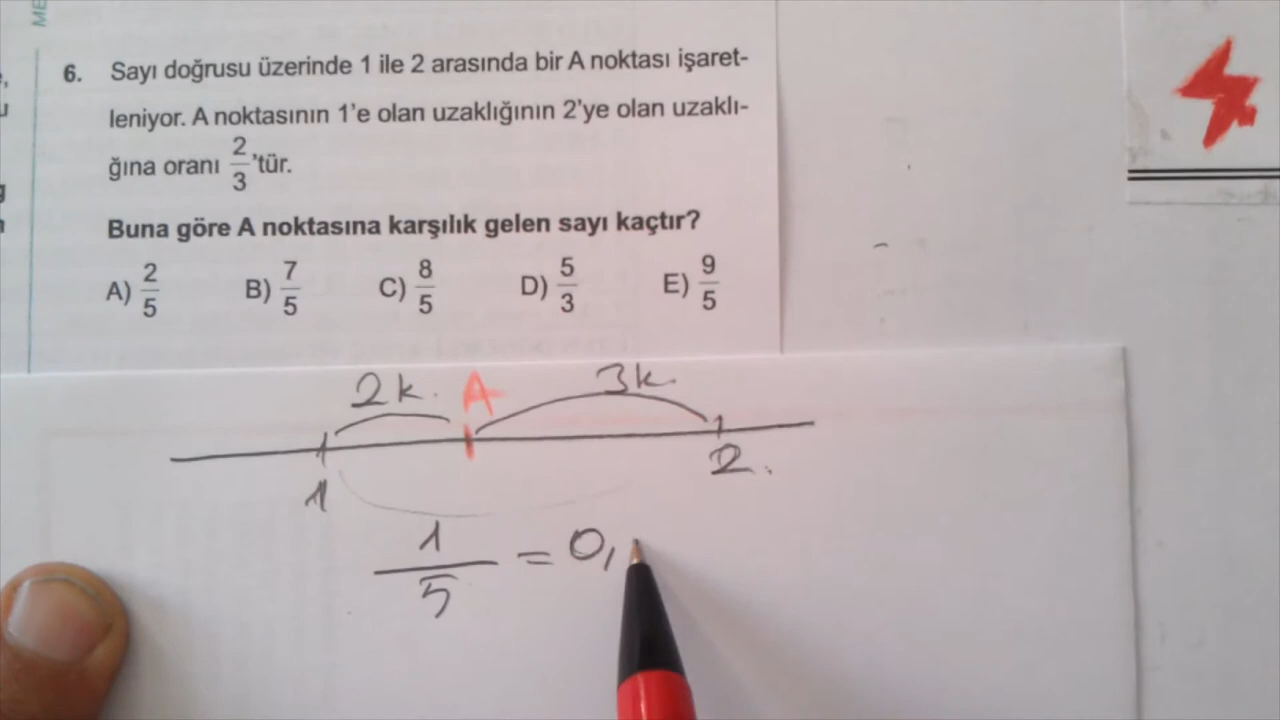 ME
6. Sayı doğrusu üzerinde 1 ile 2 arasında bir A noktası işaret-
leniyor. A noktasının 1'e olan uzaklığının 2'ye olan uzaklı-
ğına oranı 2/3'tür.
Buna göre A noktasına karşılık gelen sayı kaçtır?
A) 2/5 B) 7/5 C) 8/5 D) 5/3 E) 9/5
2k. A 3k.
1 2.
1/5 = 0,